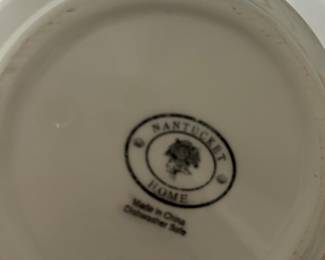 © NANTUCKET ©
HOME
Made in China
Dishwasher Safe